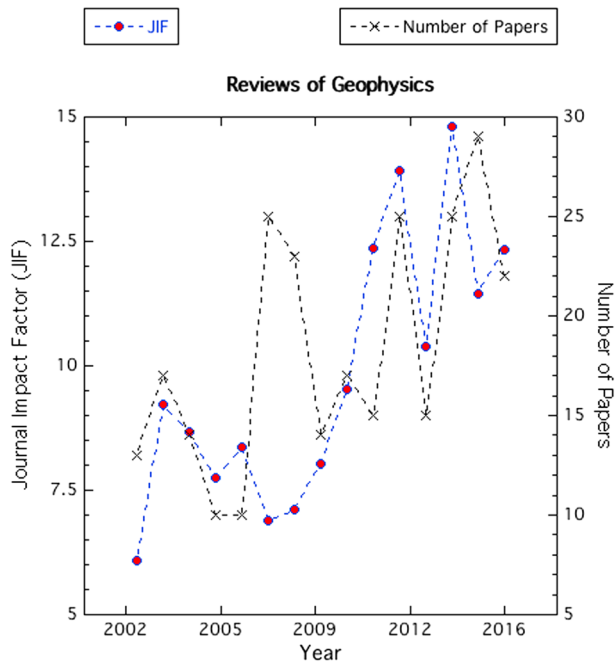 JIF
Number of Papers
Reviews of Geophysics
15
12.5
10
7.5
5
Journal Impact Factor (JIF)
30
25
20
15
10
5
Number of Papers
2002
2005
2009
2012
2016
Year